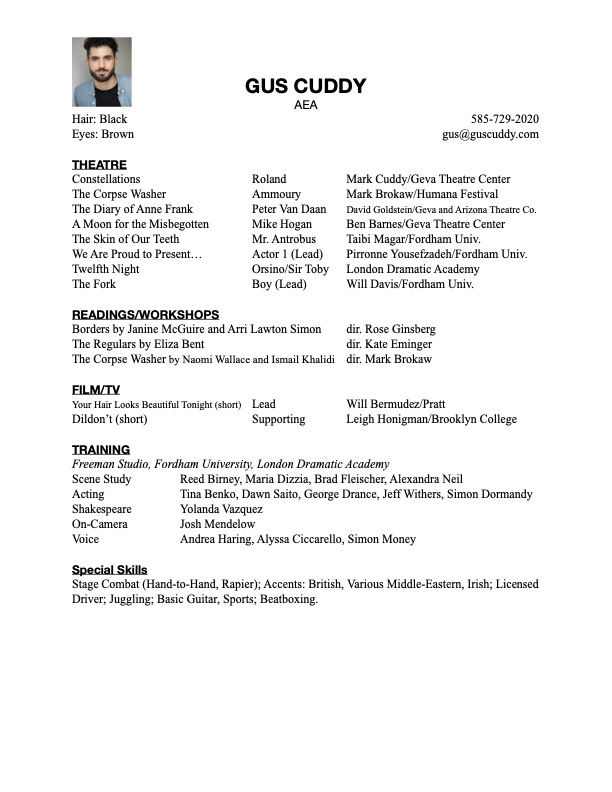 GUS CUDDY
AEA
Hair: Black 585-729-2020
Eyes: Brown gus@guscuddy.com
THEATRE
Constellations Roland Mark Cuddy/Geva Theatre Center
The Corpse Washer Ammoury Mark Brokaw/Humana Festival
The Diary of Anne Frank Peter Van Daan David Goldstein/Geva and Arizona Theatre Co.
A Moon for the Misbegotten Mike Hogan Ben Barnes/Geva Theatre Center
The Skin of Our Teeth Mr. Antrobus Taibi Magar/Fordham Univ.
We Are Proud to Present… Actor 1 (Lead) Pirronne Yousefzadeh/Fordham Univ.
Twelfth Night Orsino/Sir Toby London Dramatic Academy
The Fork Boy (Lead) Will Davis/Fordham Univ.
READINGS/WORKSHOPS
Borders by Janine McGuire and Arri Lawton Simon dir. Rose Ginsberg
The Regulars by Eliza Bent dir. Kate Eminger
The Corpse Washer by Naomi Wallace and Ismail Khalidi dir. Mark Brokaw
FILM/TV
Your Hair Looks Beautiful Tonight (short) Lead Will Bermudez/Pratt
Dildon’t (short) Supporting Leigh Honigman/Brooklyn College
TRAINING
Freeman Studio, Fordham University, London Dramatic Academy
Scene Study Reed Birney, Maria Dizzia, Brad Fleischer, Alexandra Neil
Acting Tina Benko, Dawn Saito, George Drance, Jeff Withers, Simon Dormandy
Shakespeare Yolanda Vazquez
On-Camera Josh Mendelow
Voice Andrea Haring, Alyssa Ciccarello, Simon Money
Special Skills
Stage Combat (Hand-to-Hand, Rapier); Accents: British, Various Middle-Eastern, Irish; Licensed
Driver; Juggling; Basic Guitar, Sports; Beatboxing.